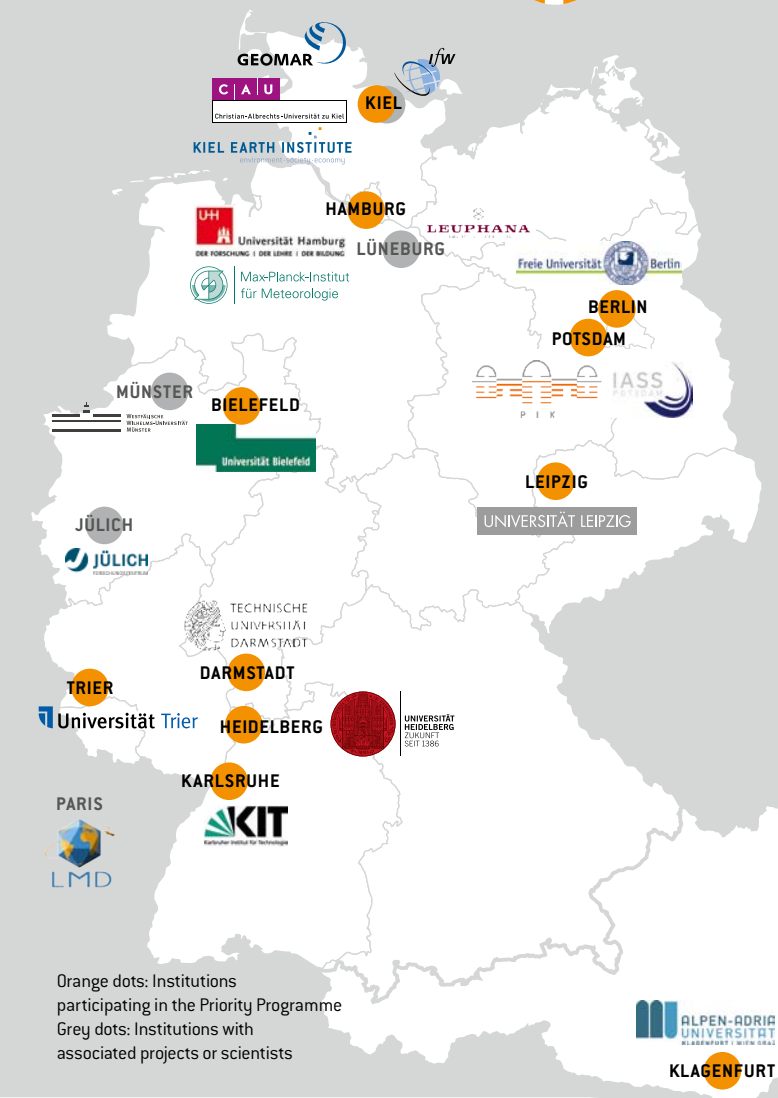 GEOMAR
ifw
C A U
Christian-Albrechts-Universität zu Kiel
KIEL
KIEL EARTH INSTITUTE
environment-society-economy
HAMBURG
UH
Universität Hamburg
DER FORSCHUNG | DER LEHRE | DER BILDUNG
LEUPHANA
LÜNEBURG
Max-Planck-Institut
für Meteorologie
Freie Universität Berlin
BERLIN
POTSDAM
P I K
IASS
POTSDAM
MÜNSTER
WESTFÄLISCHE
WILHELMS-UNIVERSITÄT
MÜNSTER
BIELEFELD
Universität Bielefeld
LEIPZIG
UNIVERSITÄT LEIPZIG
JÜLICH
JÜLICH
FORSCHUNGSZENTRUM
TECHNISCHE
UNIVERSITÄT
DARMSTADT
DARMSTADT
TRIER
Universität Trier
HEIDELBERG
UNIVERSITÄT
HEIDELBERG
ZUKUNFT
SEIT 1386
KARLSRUHE
KIT
Karlsruher Institut für Technologie
PARIS
LMD
Orange dots: Institutions
participating in the Priority Programme
Grey dots: Institutions with
associated projects or scientists
ALPEN-ADRIA
UNIVERSITÄT
KLAGENFURT | WIEN GRAZ
KLAGENFURT